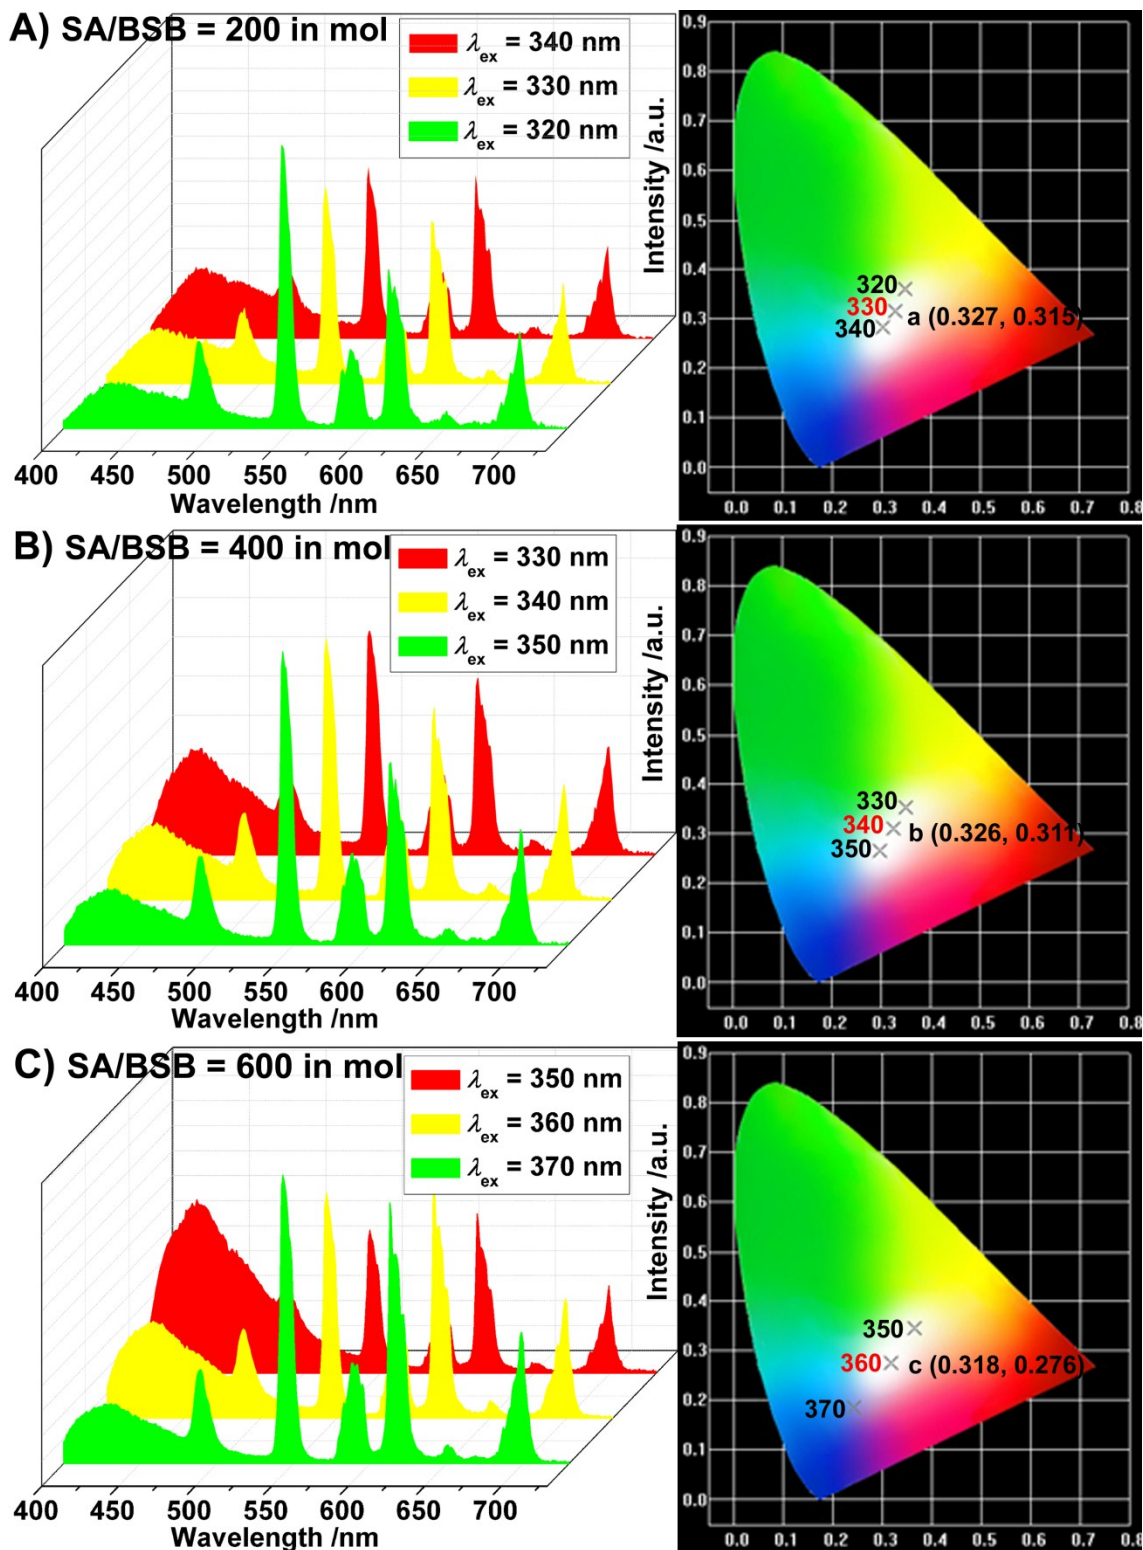 A) SA/BSB = 200 in mol
λex = 340 nm
λex = 330 nm
λex = 320 nm
Intensity /a.u.
400 450 500 550 600 650 700
Wavelength /nm
0.9
0.8
0.7
0.6
0.5
0.4
0.3
0.2
0.1
0.0
320
330
340
a (0.327, 0.315)
0.0 0.1 0.2 0.3 0.4 0.5 0.6 0.7 0.8
B) SA/BSB = 400 in mol
λex = 330 nm
λex = 340 nm
λex = 350 nm
Intensity /a.u.
400 450 500 550 600 650 700
Wavelength /nm
0.9
0.8
0.7
0.6
0.5
0.4
0.3
0.2
0.1
0.0
330
340
350
b (0.326, 0.311)
0.0 0.1 0.2 0.3 0.4 0.5 0.6 0.7 0.8
C) SA/BSB = 600 in mol
λex = 350 nm
λex = 360 nm
λex = 370 nm
Intensity /a.u.
400 450 500 550 600 650 700
Wavelength /nm
0.9
0.8
0.7
0.6
0.5
0.4
0.3
0.2
0.1
0.0
350
360
370
c (0.318, 0.276)
0.0 0.1 0.2 0.3 0.4 0.5 0.6 0.7 0.8